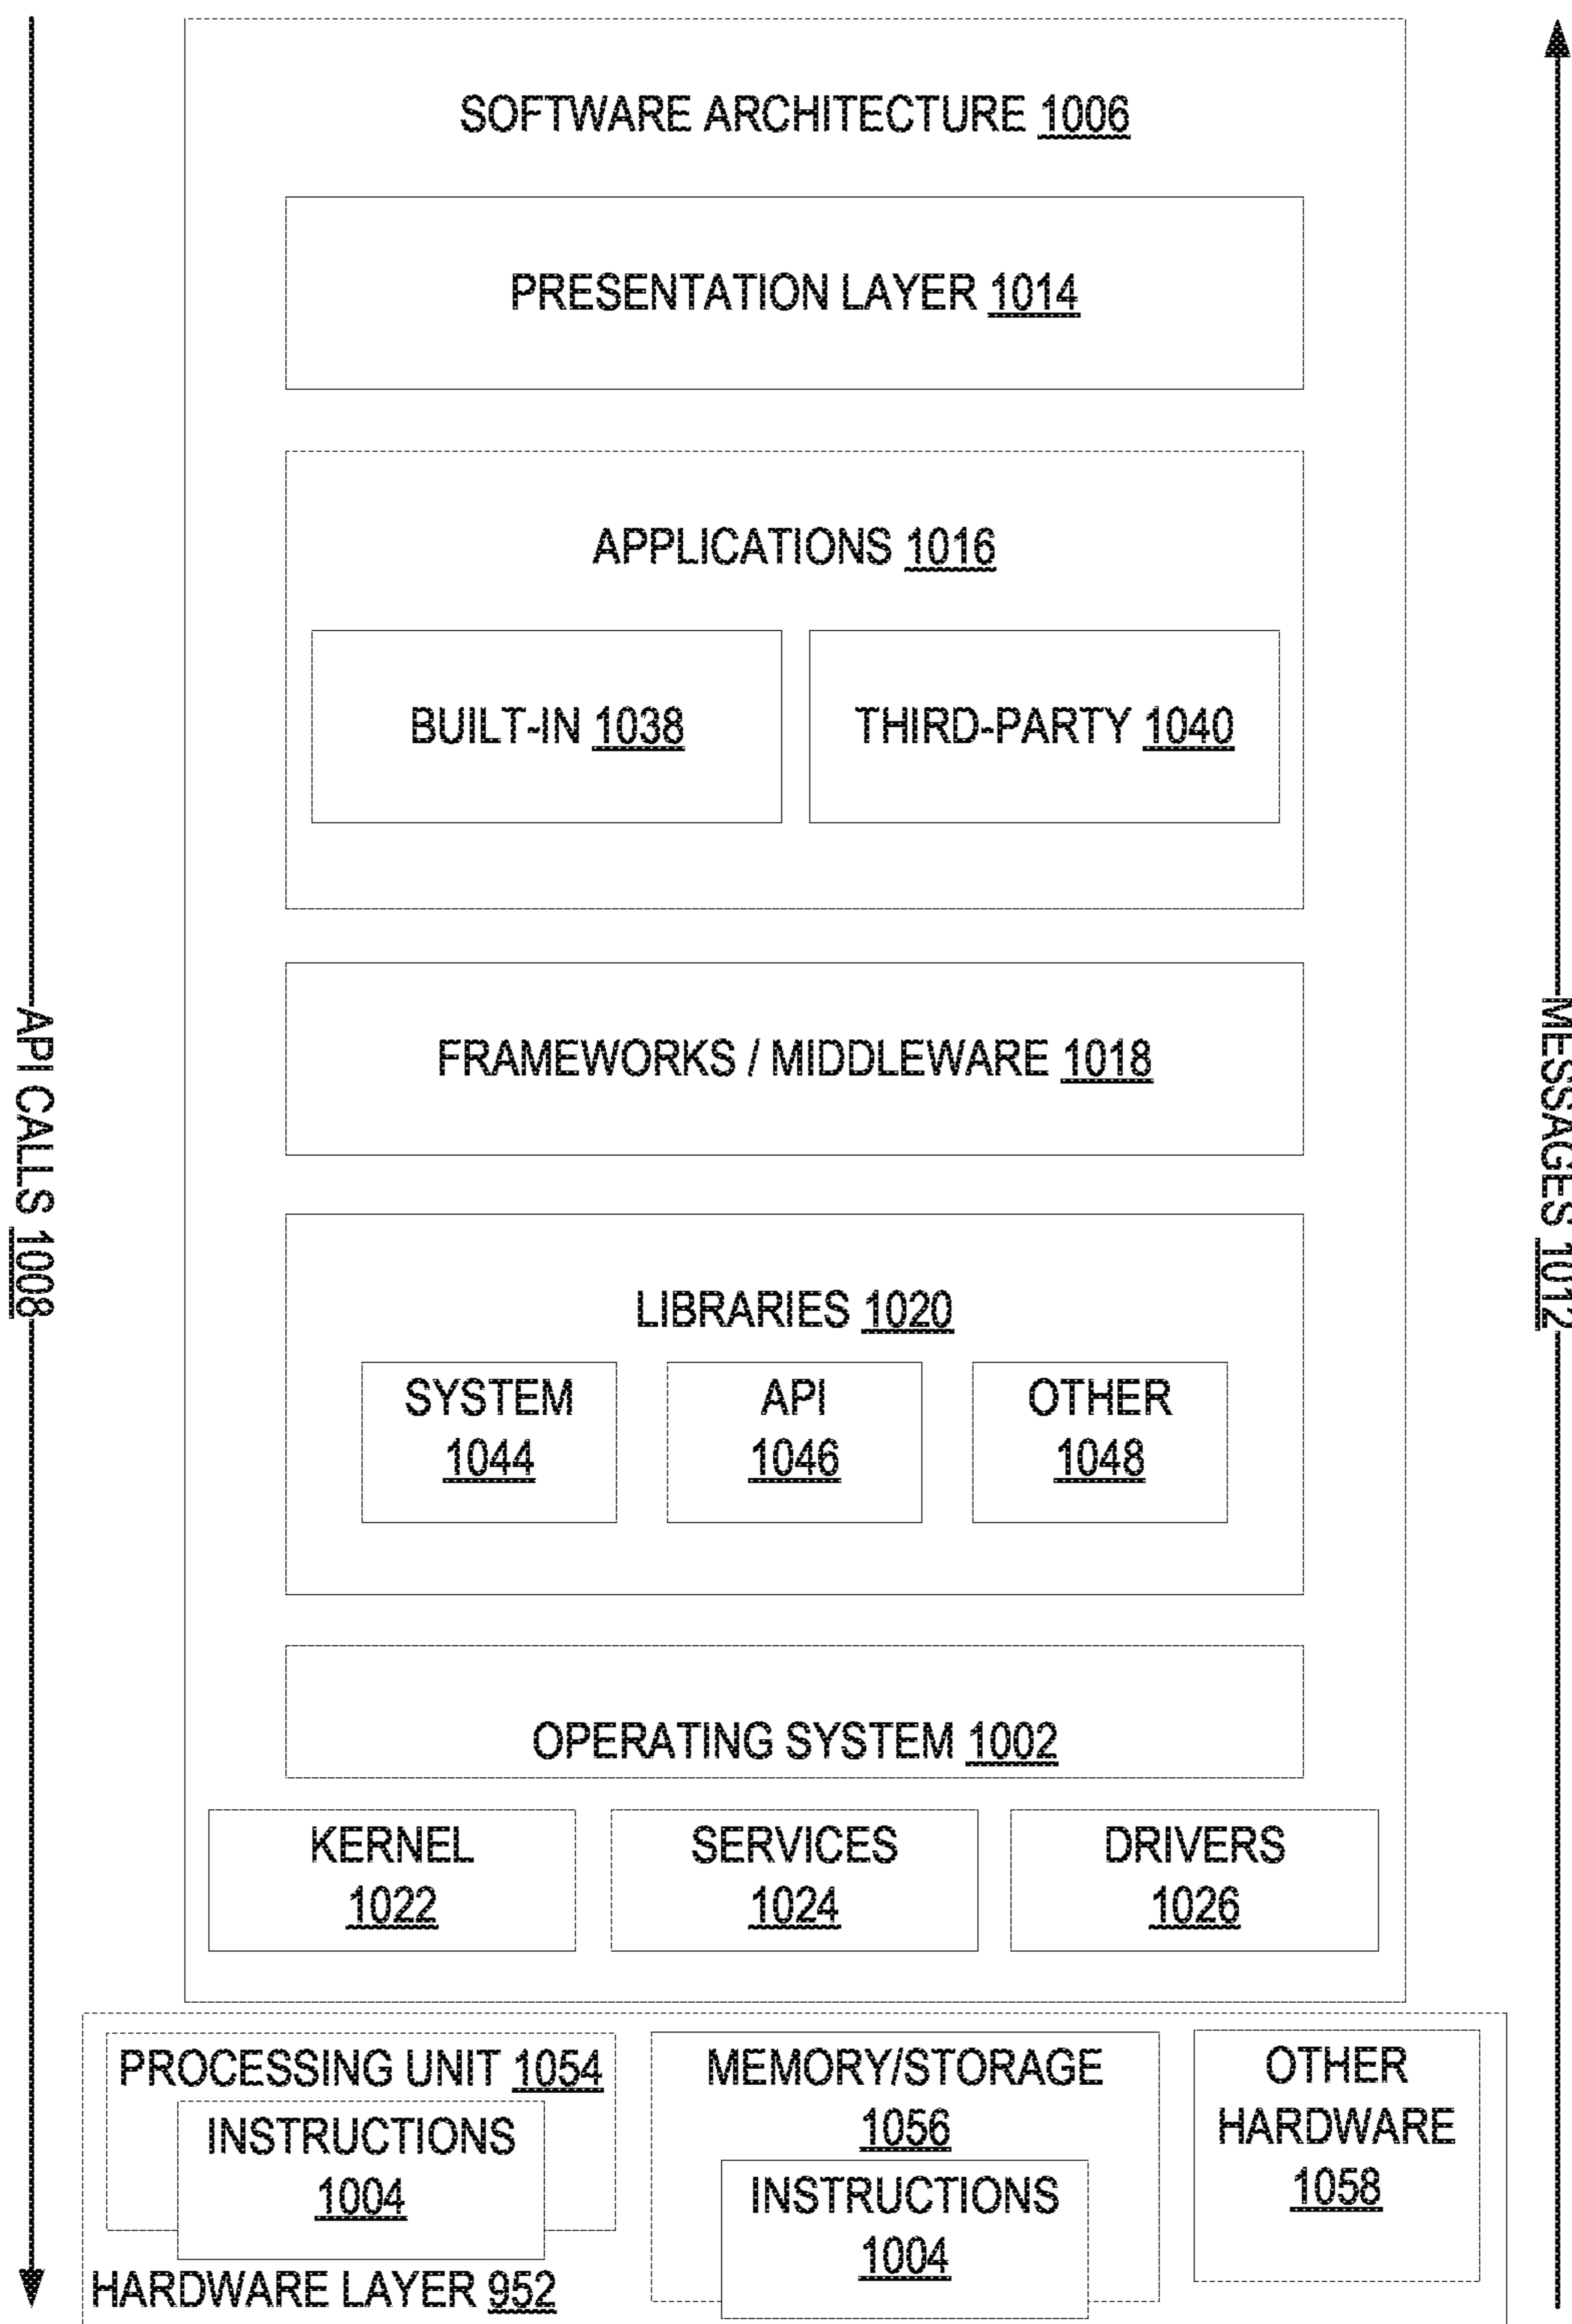 SOFTWARE ARCHITECTURE 1006
PRESENTATION LAYER 1014
APPLICATIONS 1016
BUILT-IN 1038
THIRD-PARTY 1040
FRAMEWORKS / MIDDLEWARE 1018
API CALLS 1008
MESSAGES 1012
LIBRARIES 1020
SYSTEM
1044
API
1046
OTHER
1048
OPERATING SYSTEM 1002
KERNEL
1022
SERVICES
1024
DRIVERS
1026
PROCESSING UNIT 1054
INSTRUCTIONS
1004
MEMORY/STORAGE
1056
INSTRUCTIONS
1004
OTHER
HARDWARE
1058
HARDWARE LAYER 952